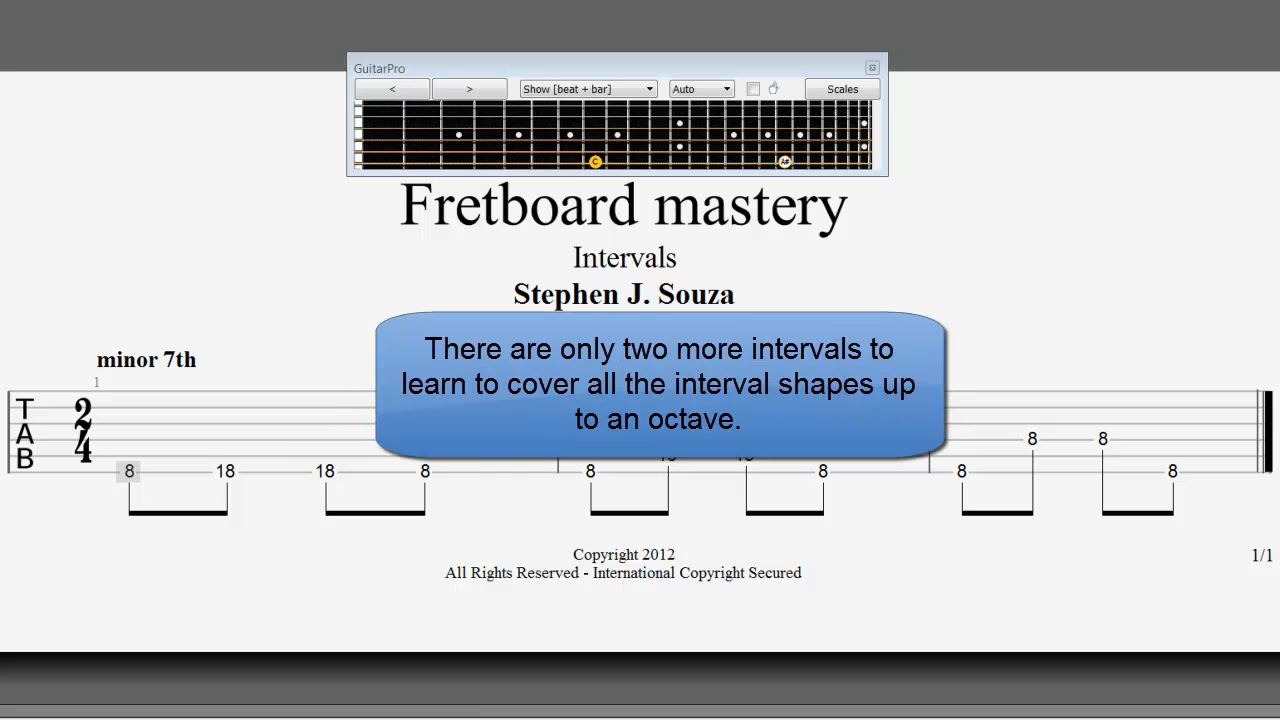 GuitarPro
< > Show [beat + bar] Auto Scales
C A#
Fretboard mastery
Intervals
Stephen J. Souza
There are only two more intervals to
learn to cover all the interval shapes up
to an octave.
minor 7th
1
T
A
B
2
4
8 8
8 18 18 8 8 8 8 8
Copyright 2012
All Rights Reserved - International Copyright Secured
1/1